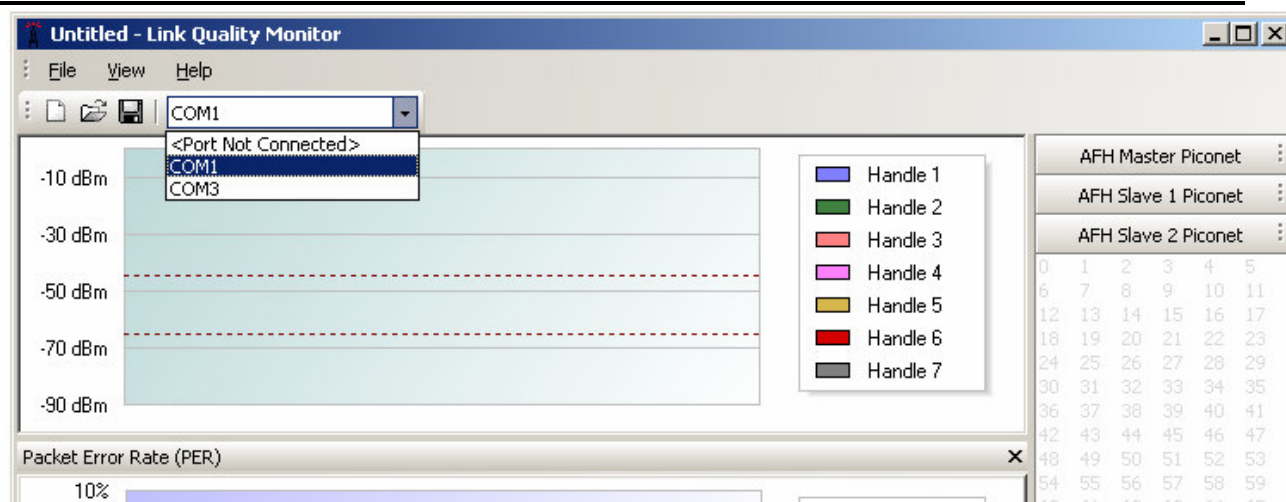 Untitled - Link Quality Monitor
File View Help
COM1
<Port Not Connected>
COM1
COM3
-10 dBm
-30 dBm
-50 dBm
-70 dBm
-90 dBm
Handle 1
Handle 2
Handle 3
Handle 4
Handle 5
Handle 6
Handle 7
AFH Master Piconet
AFH Slave 1 Piconet
AFH Slave 2 Piconet
0 1 2 3 4 5
6 7 8 9 10 11
12 13 14 15 16 17
18 19 20 21 22 23
24 25 26 27 28 29
30 31 32 33 34 35
36 37 38 39 40 41
42 43 44 45 46 47
48 49 50 51 52 53
54 55 56 57 58 59
Packet Error Rate (PER)
10%